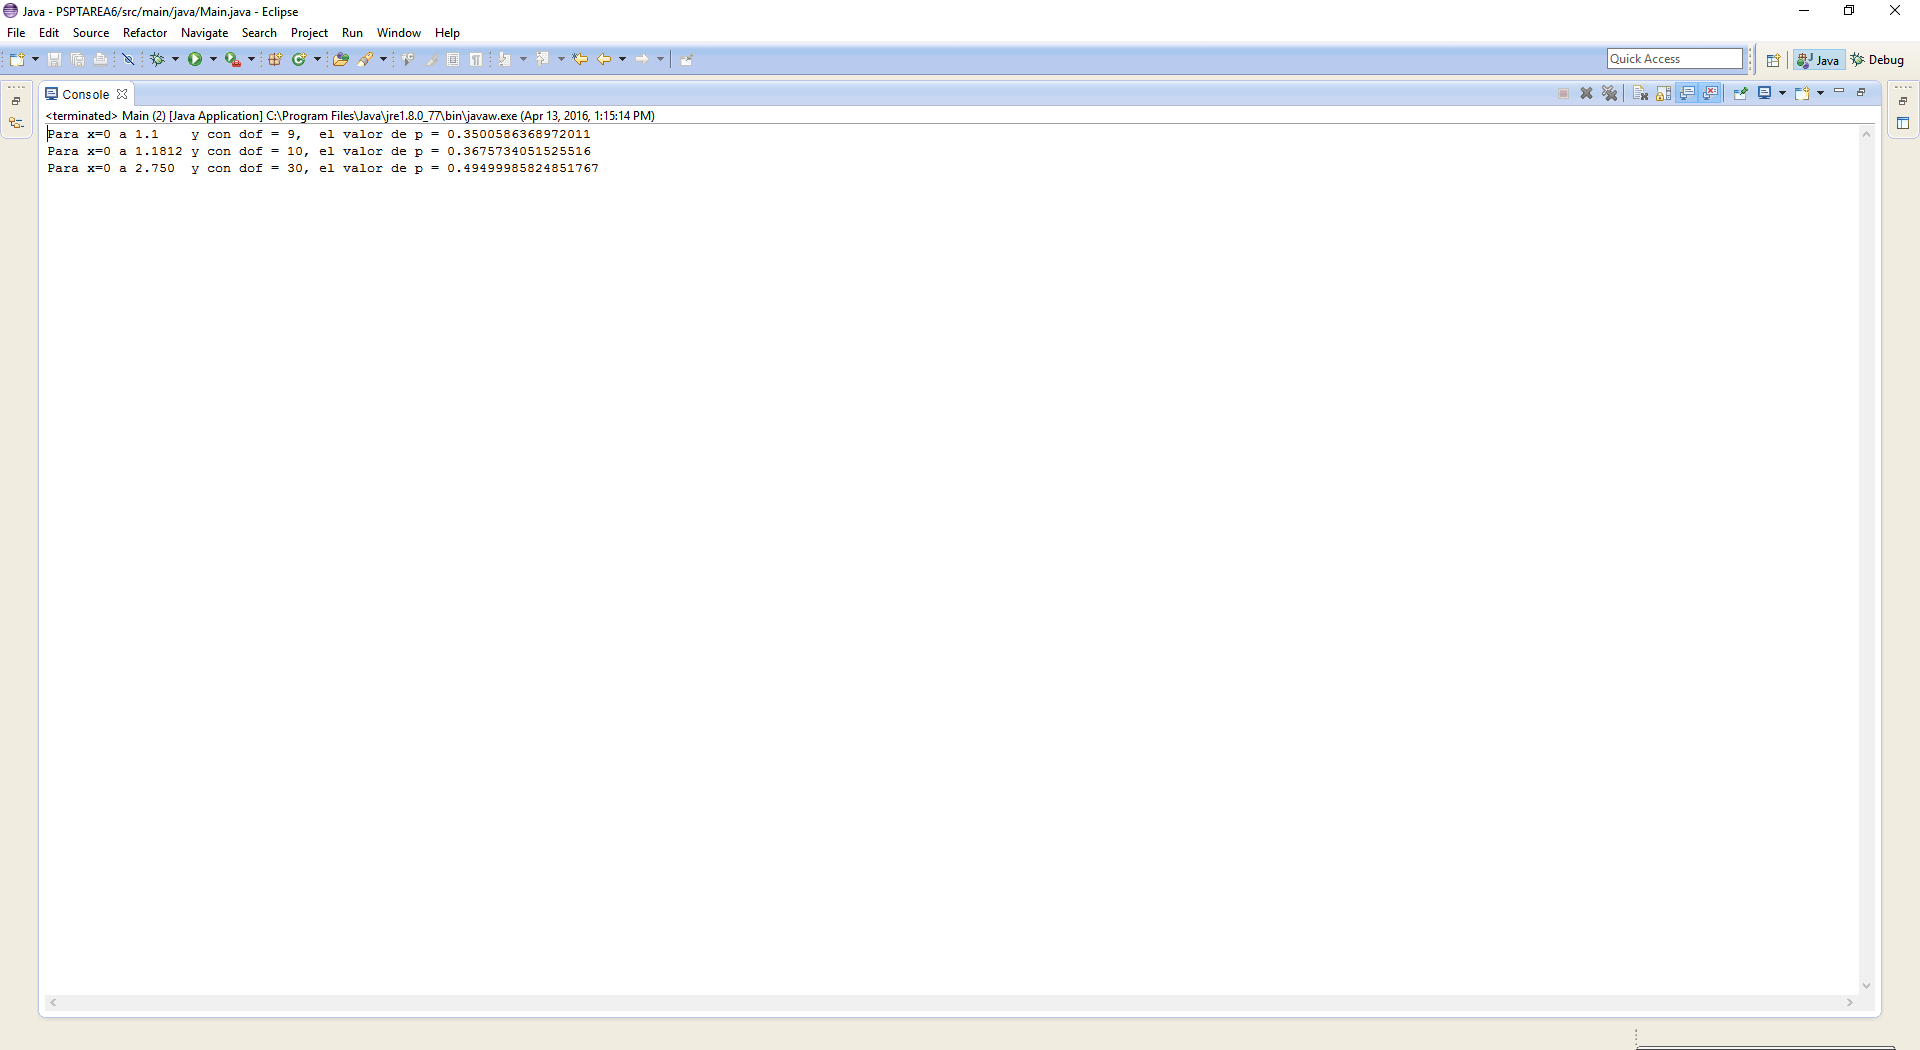 Java - PSPTAREA6/src/main/java/Main.java - Eclipse
File Edit Source Refactor Navigate Search Project Run Window Help
Quick Access Java Debug
Console
<terminated> Main (2) [Java Application] C:\Program Files\Java\jre1.8.0_77\bin\javaw.exe (Apr 13, 2016, 1:15:14 PM)
Para x=0 a 1.1    y con dof = 9,  el valor de p = 0.3500586368972011
Para x=0 a 1.1812 y con dof = 10, el valor de p = 0.3675734051525516
Para x=0 a 2.750  y con dof = 30, el valor de p = 0.49499985824851767